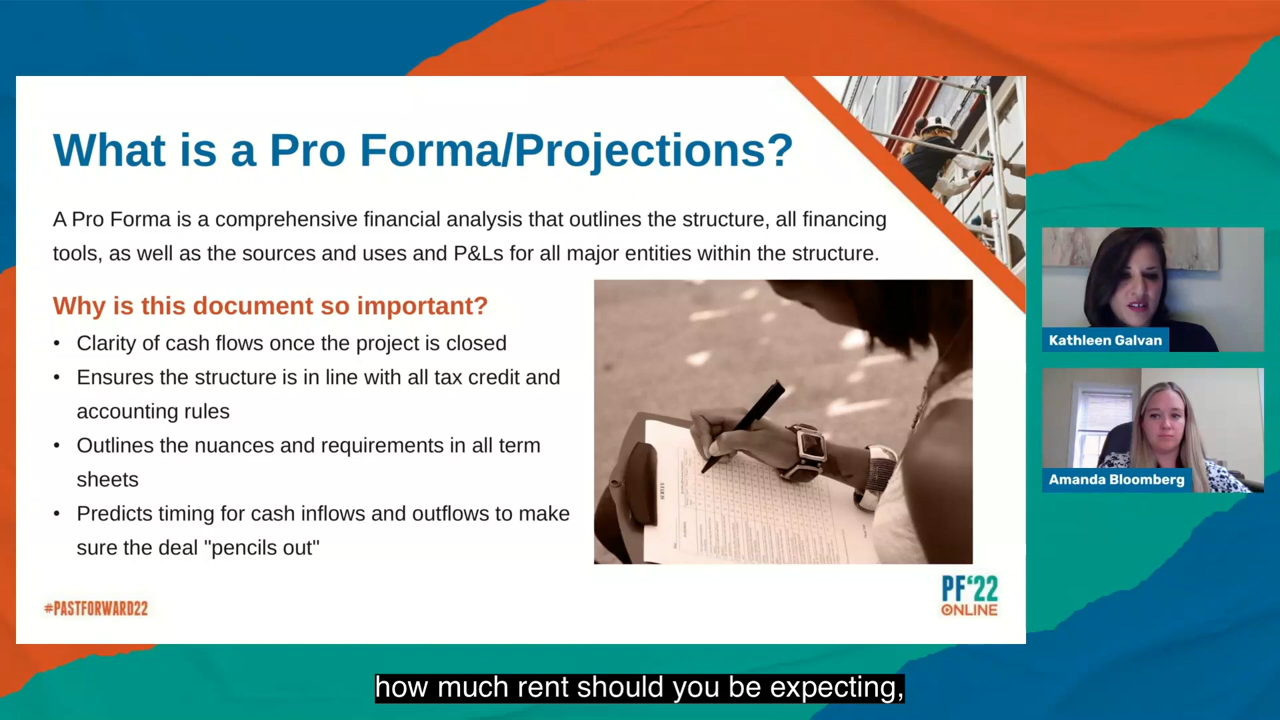 What is a Pro Forma/Projections?
A Pro Forma is a comprehensive financial analysis that outlines the structure, all financing
tools, as well as the sources and uses and P&Ls for all major entities within the structure.
Why is this document so important?
• Clarity of cash flows once the project is closed
• Ensures the structure is in line with all tax credit and
accounting rules
• Outlines the nuances and requirements in all term
sheets
• Predicts timing for cash inflows and outflows to make
sure the deal "pencils out"
#PASTFORWARD22
PF'22
ONLINE
Kathleen Galvan
Amanda Bloomberg
how much rent should you be expecting,